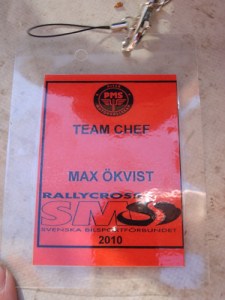 PMS
TEAM CHEF
MAX ÖKVIST
RALLYCROSS
SM
SVENSKA BILSPORTFÖRBUNDET
2010